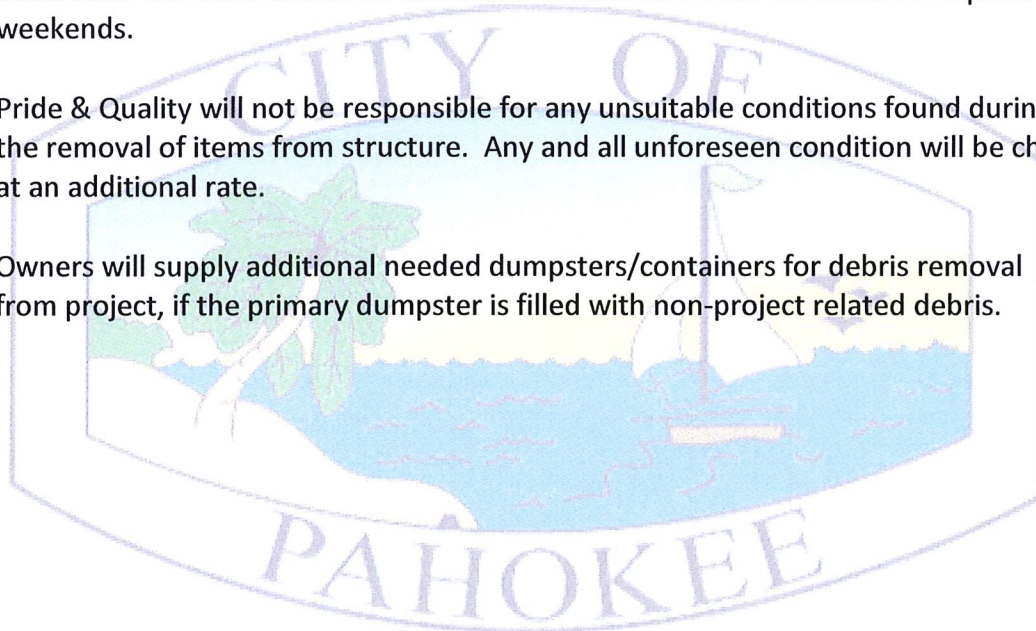 weekends.
CITY OF
Pride & Quality will not be responsible for any unsuitable conditions found durin
the removal of items from structure.  Any and all unforeseen condition will be ch
at an additional rate.
Owners will supply additional needed dumpsters/containers for debris removal
from project, if the primary dumpster is filled with non-project related debris.
PAHOKEE